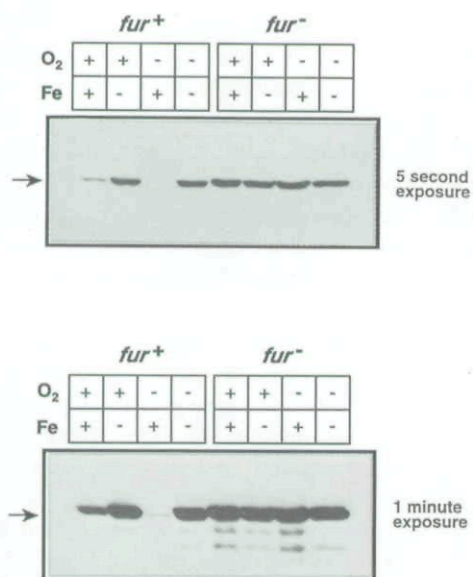 fur+ fur-
O2 + + - - + + - -
Fe + - + - + - + -
5 second
exposure
fur+ fur-
O2 + + - - + + - -
Fe + - + - + - + -
1 minute
exposure